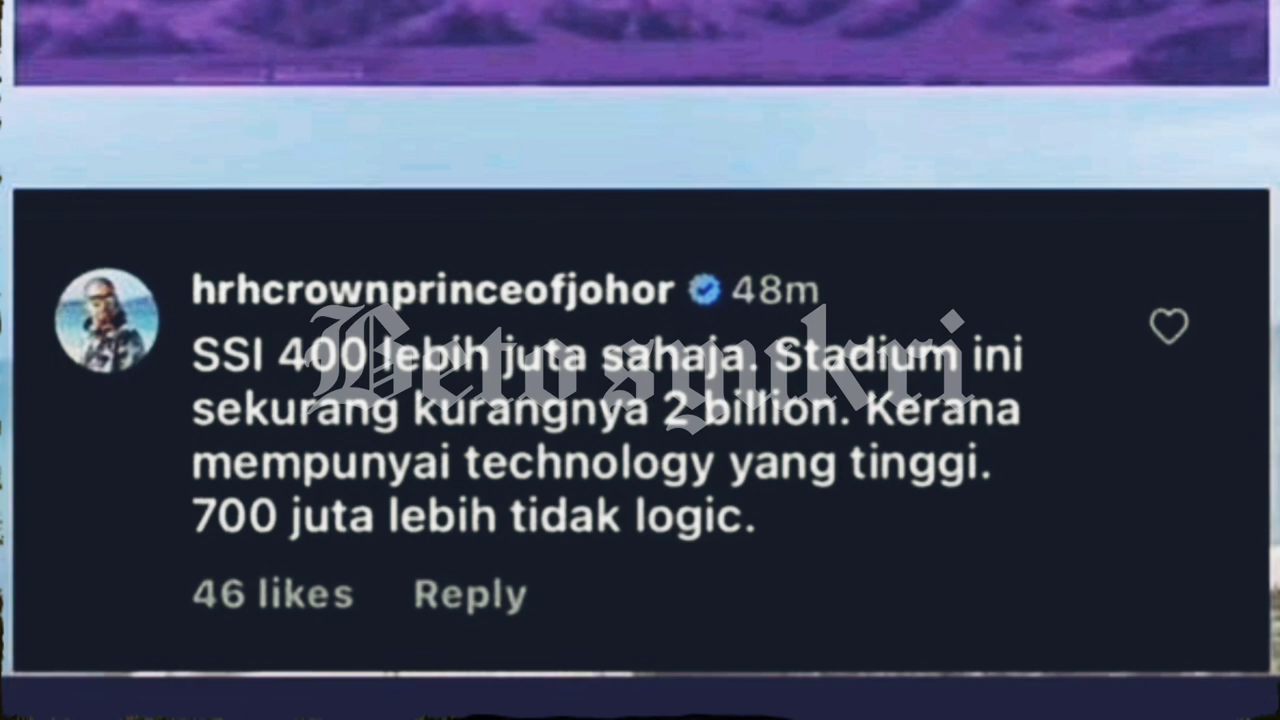 hrhcrownprinceofjohor 48m
SSI 400 lebih juta sahaja. Stadium ini
sekurang kurangnya 2 billion. Kerana
mempunyai technology yang tinggi.
700 juta lebih tidak logic.
46 likes Reply
Beto syukri